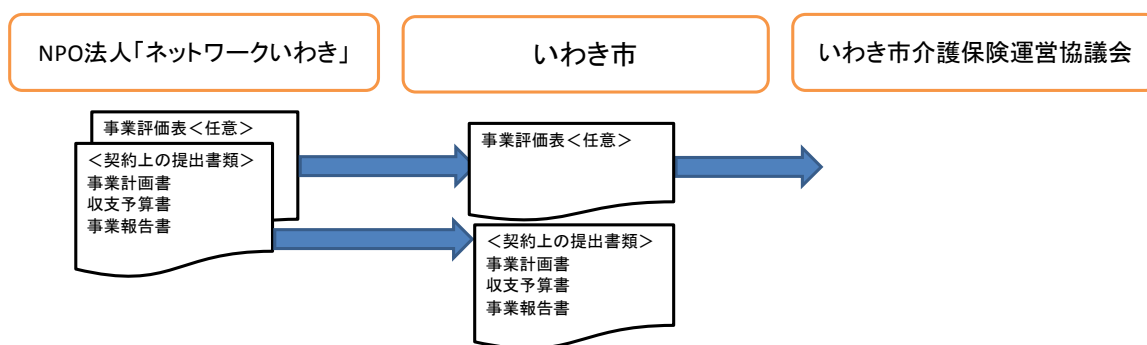 NPO法人「ネットワークいわき」
いわき市
いわき市介護保険運営協議会
事業評価表＜任意＞
＜契約上の提出書類＞
事業計画書
収支予算書
事業報告書
事業評価表＜任意＞
＜契約上の提出書類＞
事業計画書
収支予算書
事業報告書